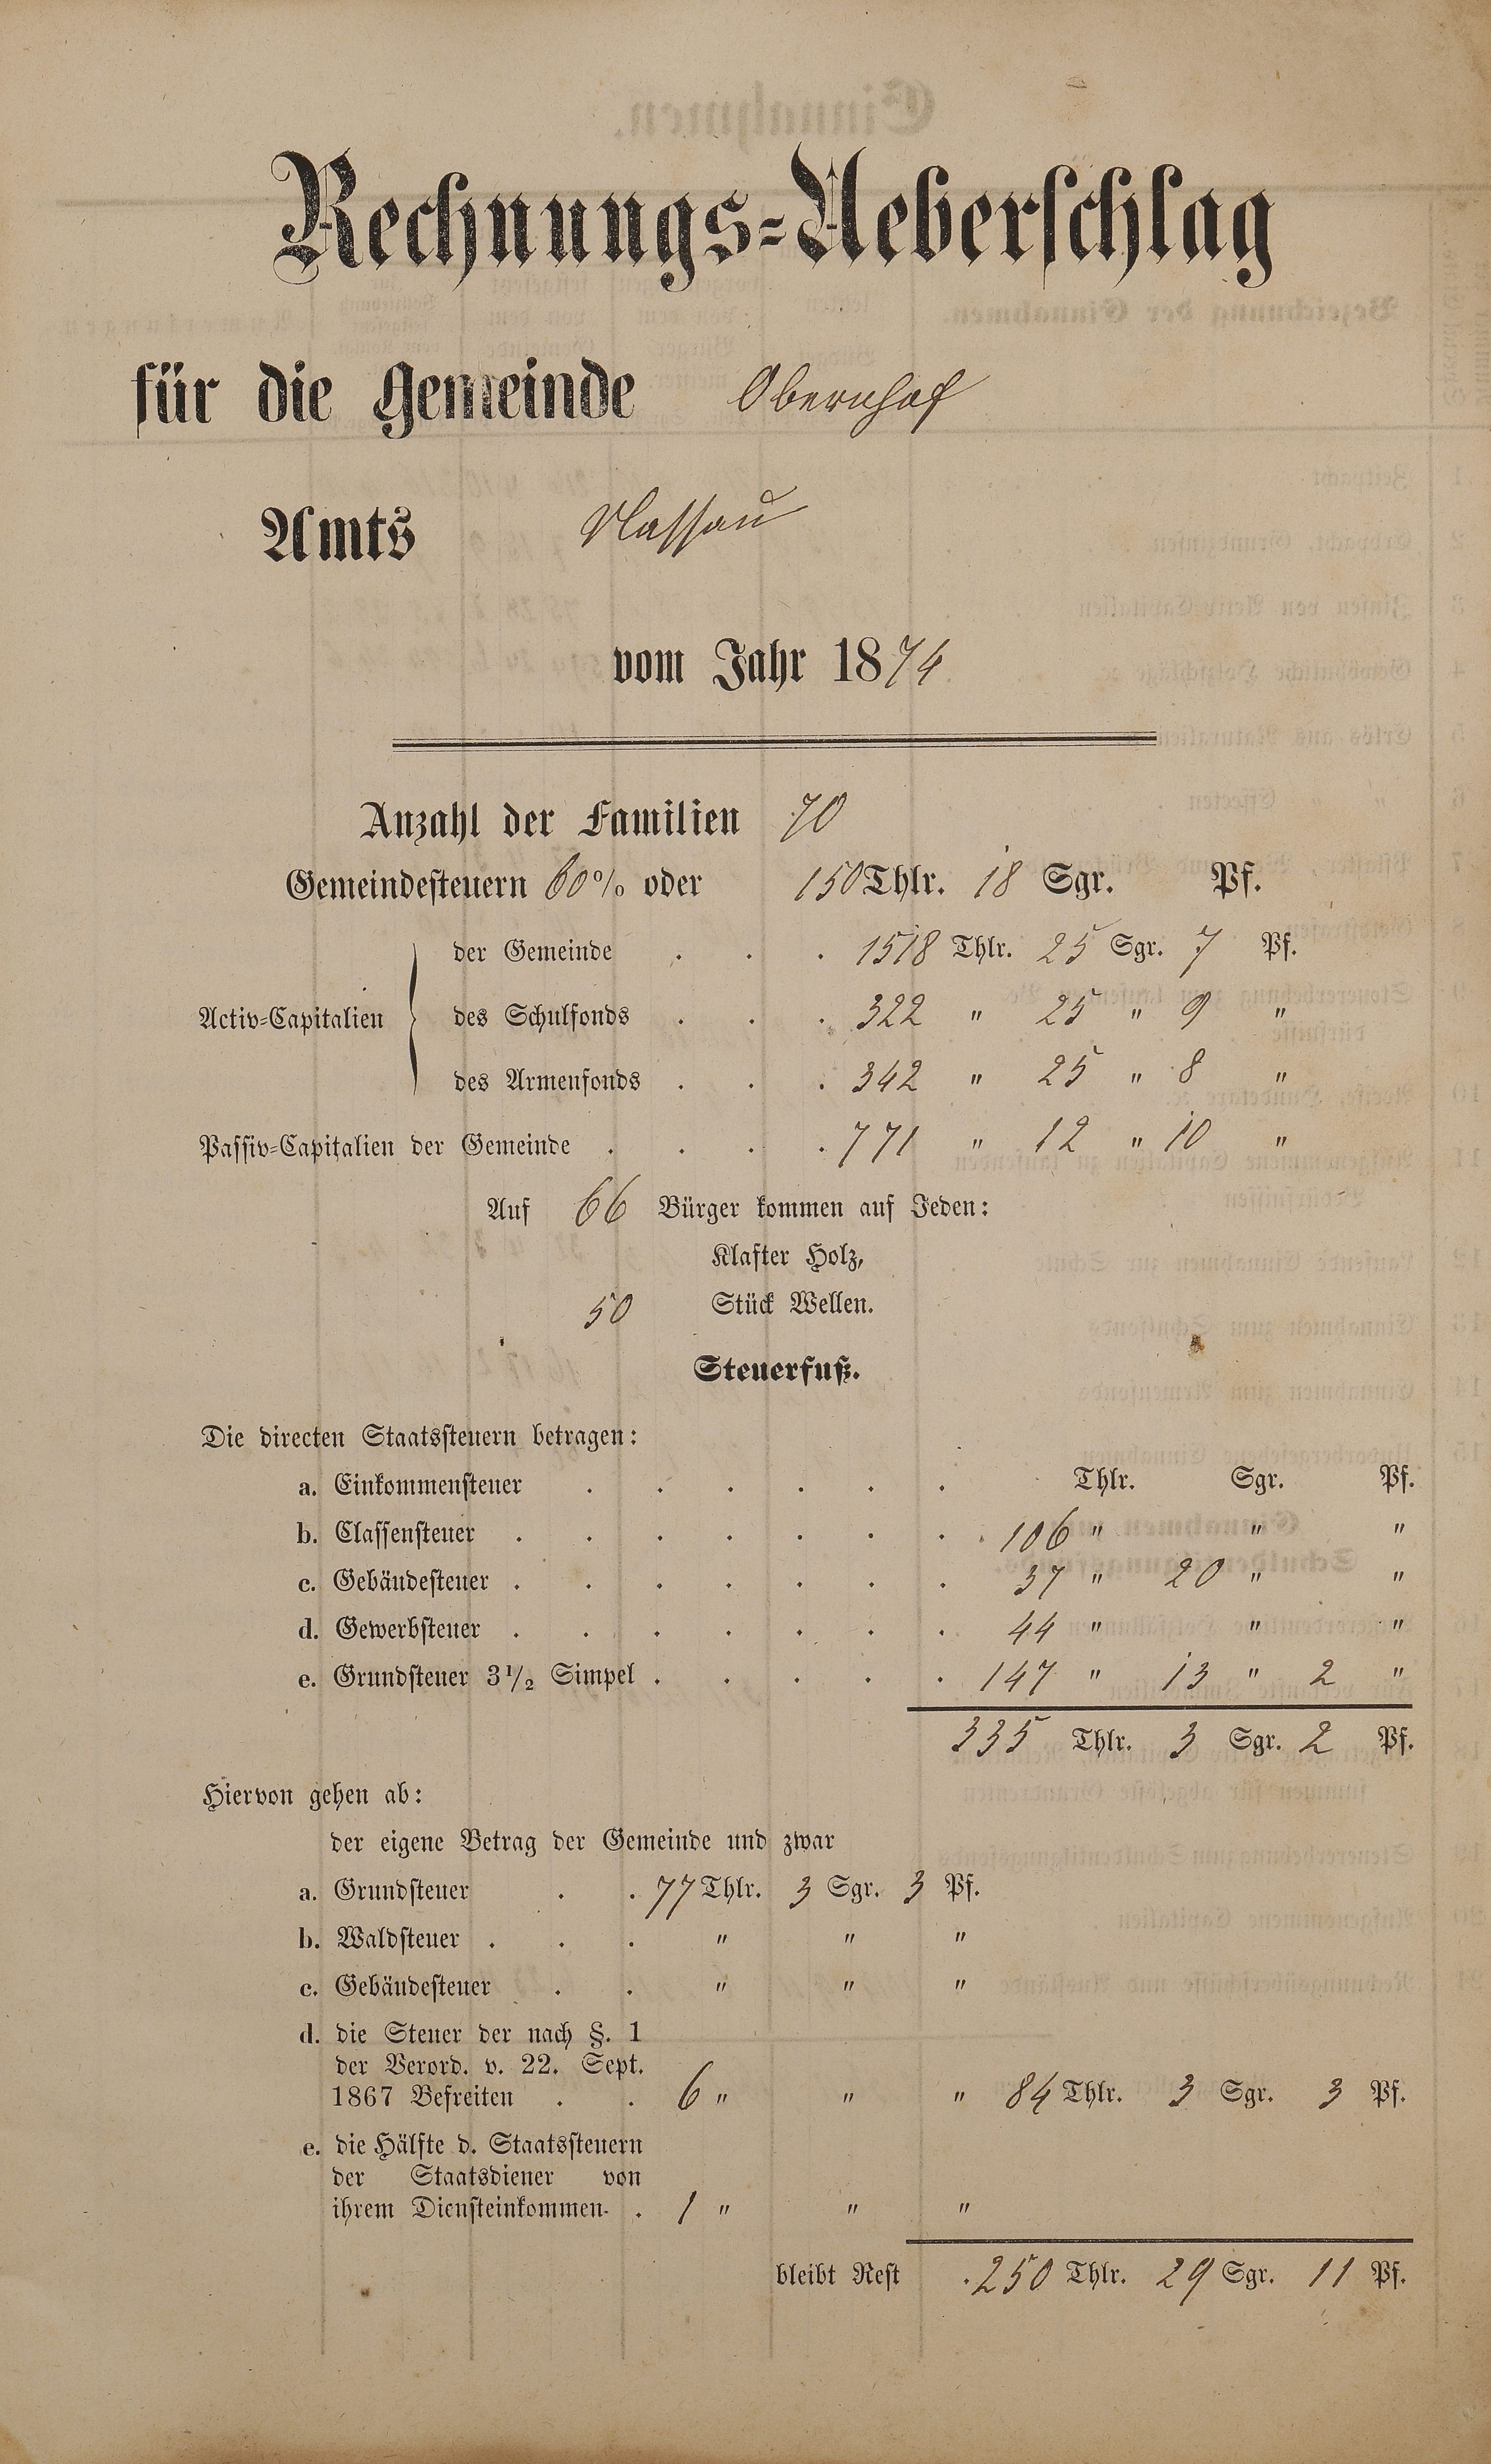 Rechnungs-Ueberschlag
für die Gemeinde Obernhof
Amts Nassau
vom Jahr 1874
Anzahl der Familien 70
Gemeindesteuern 60% oder 150 Thlr. 18 Sgr. Pf.
der Gemeinde . . . 1518 Thlr. 25 Sgr. 7 Pf.
Activ-Capitalien { des Schulfonds . . . 322 " 25 " 9 "
des Armenfonds . . . 342 " 25 " 8 "
Passiv-Capitalien der Gemeinde . . . . 771 " 12 " 10 "
Auf 66 Bürger kommen auf Jeden:
Klafter Holz,
50 Stück Wellen.
Steuerfuß.
Die directen Staatssteuern betragen:
a. Einkommensteuer . . . . . . Thlr. Sgr. Pf.
b. Classensteuer . . . . . . . 106 " " "
c. Gebäudesteuer . . . . . . . 37 " 20 " "
d. Gewerbsteuer . . . . . . . 44 " " "
e. Grundsteuer 3½ Simpel . . . . . 147 " 13 " 2 "
335 Thlr. 3 Sgr. 2 Pf.
Hiervon gehen ab:
der eigene Betrag der Gemeinde und zwar
a. Grundsteuer . . 77 Thlr. 3 Sgr. 3 Pf.
b. Waldsteuer . . . " " "
c. Gebäudesteuer . . " " "
d. die Steuer der nach §. 1
der Verord. v. 22. Sept.
1867 Befreiten . . 6 " " " 84 Thlr. 3 Sgr. 3 Pf.
e. die Hälfte d. Staatssteuern
der Staatsdiener von
ihrem Diensteinkommen . 1 " " "
bleibt Rest . 250 Thlr. 29 Sgr. 11 Pf.